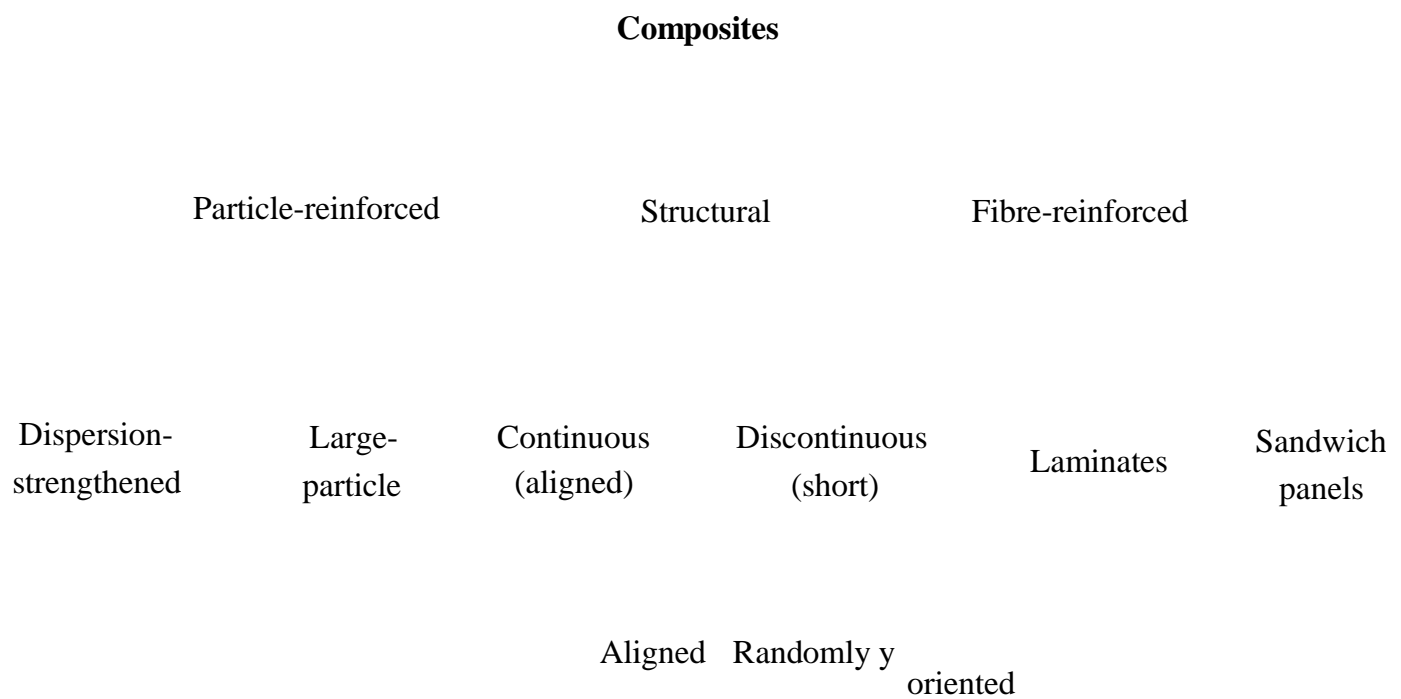 Composites
Particle-reinforced
Structural
Fibre-reinforced
Dispersion-
strengthened
Large-
particle
Continuous
(aligned)
Discontinuous
(short)
Laminates
Sandwich
panels
Aligned
Randomly y
oriented